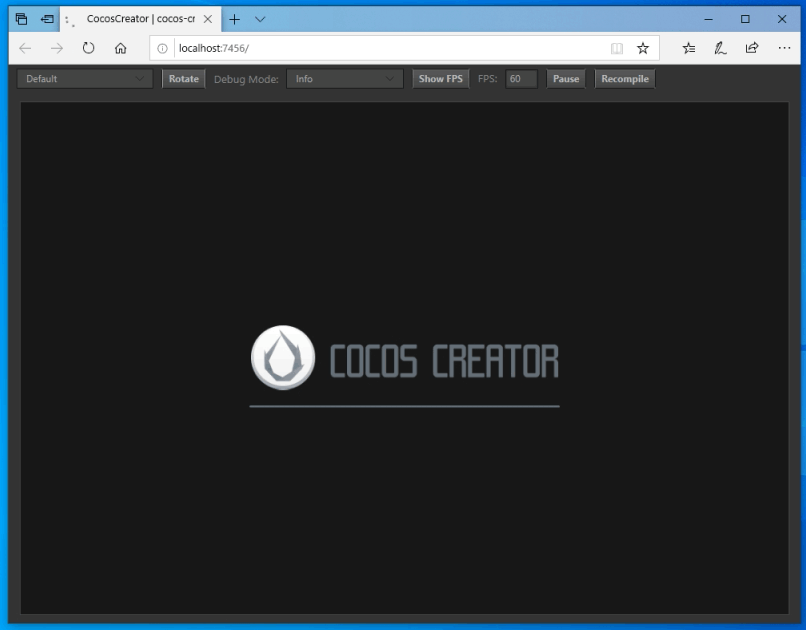 CocosCreator | cocos-cr
localhost:7456/
Default Rotate Debug Mode: Info Show FPS FPS: 60 Pause Recompile
COCOS CREATOR